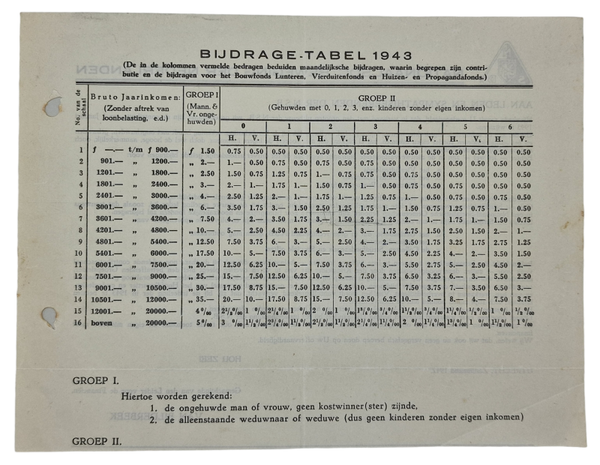 BIJDRAGE-TABEL 1943
(De in de kolommen vermelde bedragen beduiden maandelijksche bijdragen, waarin begrepen zijn contri-
butie en de bijdragen voor het Bouwfonds Lunteren, Vierduitenfonds en Huizen- en Propagandafonds.)
No. van de schaal
Bruto Jaarinkomen:
(Zonder aftrek van
loonbelasting, e.d.)
GROEP I
(Mann. &
Vr. onge-
huwden)
GROEP II
(Gehuwden met 0, 1, 2, 3, enz. kinderen zonder eigen inkomen)
0 1 2 3 4 5 6
H. V. H. V. H. V. H. V. H. V. H. V. H. V.
1 ƒ —.— t/m ƒ 900.— ƒ 1.50 0.75 0.50 0.50 0.50 0.50 0.50 0.50 0.50 0.50 0.50 0.50 0.50 0.50 0.50
2 901.— „ 1200.— „ 2.— 1.— 0.50 0.75 0.50 0.75 0.50 0.50 0.50 0.50 0.50 0.50 0.50 0.50 0.50
3 1201.— „ 1800.— „ 2.50 1.50 0.75 1.25 0.75 1.— 0.50 0.75 0.50 0.50 0.50 0.50 0.50 0.50 0.50
4 1801.— „ 2400.— „ 3.— 2.— 1.— 1.75 1.— 1.50 0.75 1.— 0.50 0.75 0.50 0.50 0.50 0.50 0.50
5 2401.— „ 3000.— „ 4.— 2.50 1.25 2.— 1.— 1.75 1.— 1.50 0.75 1.— 0.50 0.75 0.50 0.50 0.50
6 3001.— „ 3600.— „ 6.— 3.50 1.75 3.— 1.50 2.50 1.25 1.75 1.— 1.50 0.75 1.25 0.75 1.— 0.50
7 3601.— „ 4200.— „ 7.50 4.— 2.— 3.50 1.75 3.— 1.50 2.25 1.25 2.— 1.— 1.75 1.— 1.50 0.75
8 4201.— „ 4800.— „ 10.— 5.— 2.50 4.50 2.25 4.— 2.— 3.— 1.75 2.75 1.50 2.50 1.50 2.— 1.—
9 4801.— „ 5400.— „ 12.50 7.50 3.75 6.— 3.— 5.— 2.50 4.— 2.— 3.50 1.75 3.25 1.75 2.75 1.25
10 5401.— „ 6000.— „ 17.50 10.— 5.— 7.50 3.75 6.— 3.— 5.— 2.50 4.50 2.25 4.— 2.— 3.50 1.50
11 6001.— „ 7500.— „ 20.— 12.50 6.25 10.— 5.— 7.50 3.75 6.— 3.— 5.50 2.75 5.— 2.50 4.50 2.—
12 7501.— „ 9000.— „ 25.— 15.— 7.50 12.50 6.25 10.— 5.— 7.50 3.75 6.50 3.25 6.— 3.— 5.50 2.50
13 9001.— „ 10500.— „ 30.— 17.50 8.75 15.— 7.50 12.50 6.25 10.— 5.— 7.50 3.75 7.— 3.50 6.50 3.—
14 10501.— „ 12000.— „ 35.— 20.— 10.— 17.50 8.75 15.— 7.50 12.50 6.25 10.— 5.— 8.— 4.— 7.50 3.75
15 12001.— „ 20000.—
16 boven „ 20000.—
GROEP I.
Hiertoe worden gerekend:
1. de ongehuwde man of vrouw, geen kostwinner(ster) zijnde,
2. de alleenstaande weduwnaar of weduwe (dus geen kinderen zonder eigen inkomen)
GROEP II.